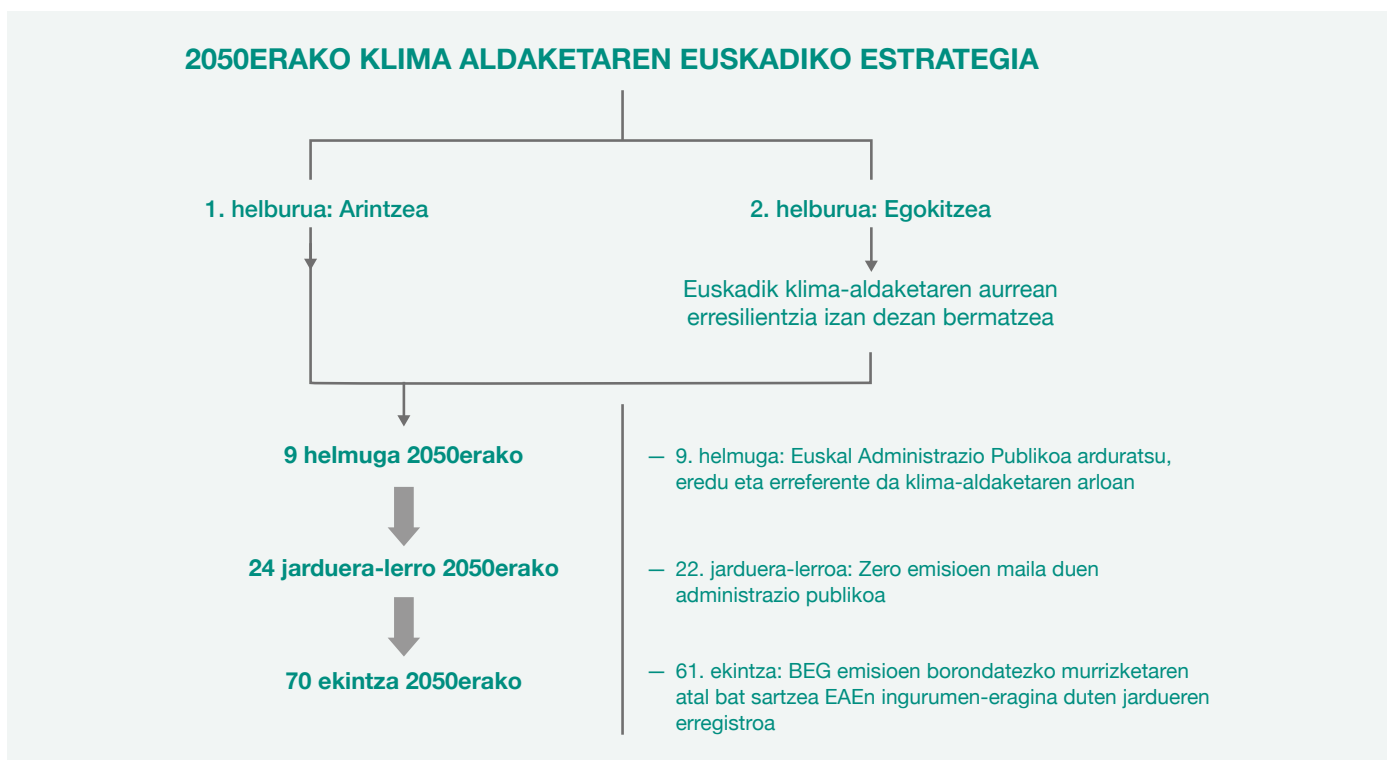 2050ERAKO KLIMA ALDAKETAREN EUSKADIKO ESTRATEGIA
1. helburua: Arintzea
2. helburua: Egokitzea
Euskadik klima-aldaketaren aurrean
erresilientzia izan dezan bermatzea
9 helmuga 2050erako
— 9. helmuga: Euskal Administrazio Publikoa arduratsu,
eredu eta erreferente da klima-aldaketaren arloan
24 jarduera-lerro 2050erako
— 22. jarduera-lerroa: Zero emisioen maila duen
administrazio publikoa
70 ekintza 2050erako
— 61. ekintza: BEG emisioen borondatezko murrizketaren
atal bat sartzea EAEn ingurumen-eragina duten jardueren
erregistroa